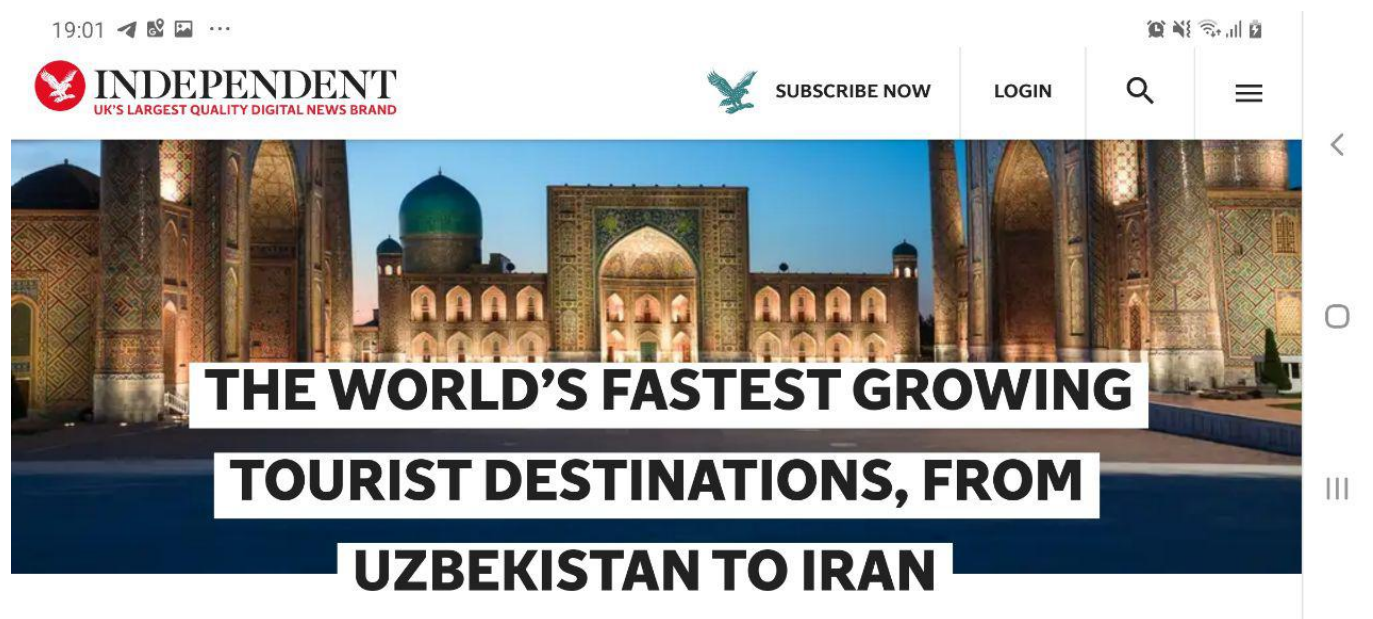 19:01
INDEPENDENT
UK'S LARGEST QUALITY DIGITAL NEWS BRAND
SUBSCRIBE NOW
LOGIN
THE WORLD'S FASTEST GROWING
TOURIST DESTINATIONS, FROM
UZBEKISTAN TO IRAN